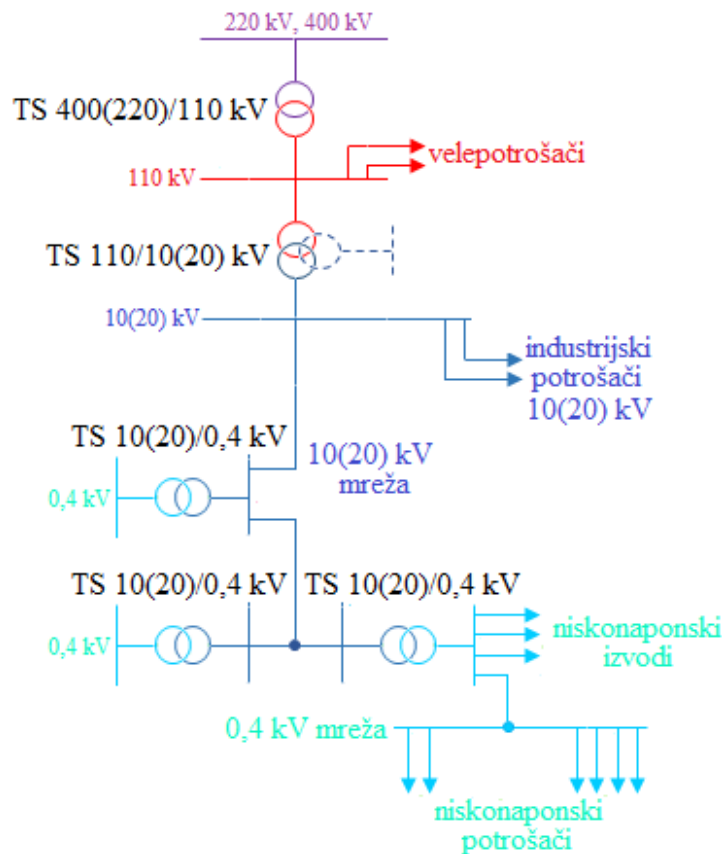 220 kV, 400 kV
TS 400(220)/110 kV
velepotrošači
110 kV
TS 110/10(20) kV
10(20) kV
industrijski
potrošači
10(20) kV
TS 10(20)/0,4 kV
10(20) kV
mreža
0,4 kV
TS 10(20)/0,4 kV
TS 10(20)/0,4 kV
0,4 kV
niskonaponski
izvodi
0,4 kV mreža
niskonaponski
potrošači